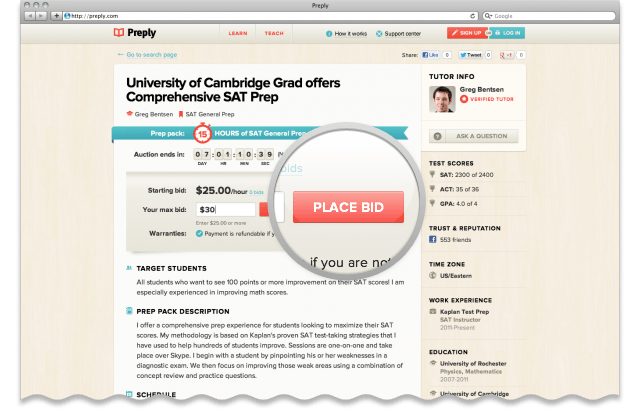 Preply
http://preply.com
Google
Preply
LEARN
TEACH
How it works
Support center
SIGN UP
LOG IN
← Go to search page
Share:
Like 0
Tweet 0
+1 0
University of Cambridge Grad offers
Comprehensive SAT Prep
Greg Bentsen
SAT General Prep
Prep pack: 15 HOURS of SAT General Prep
Auction ends in: 0 7 : 0 1 : 1 0 : 3 9
DAY HR MIN SEC
bids
Starting bid: $25.00/hour 0 bids
Your max bid: $30
PLACE BID
Enter $25.00 or more
Warranties: Payment is refundable if y
if you are not
TARGET STUDENTS
All students who want to see 100 points or more improvement on their SAT scores! I am
especially experienced in improving math scores.
PREP PACK DESCRIPTION
I offer a comprehensive prep experience for students looking to maximize their SAT
scores. My methodology is based on Kaplan's proven SAT test-taking strategies that I
have used to help hundreds of students improve. Sessions are one-on-one and take
place over Skype. I begin with a student by pinpointing his or her weaknesses in a
diagnostic exam. We then focus on improving those weak areas using a combination of
concept review and practice questions.
SCHEDULE
TUTOR INFO
Greg Bentsen
VERIFIED TUTOR
ASK A QUESTION
TEST SCORES
SAT: 2300 of 2400
ACT: 35 of 36
GPA: 4.0 of 4
TRUST & REPUTATION
553 friends
TIME ZONE
US/Eastern
WORK EXPERIENCE
Kaplan Test Prep
SAT Instructor
2011-Present
EDUCATION
University of Rochester
Physics, Mathematics
2007-2011
University of Cambridge